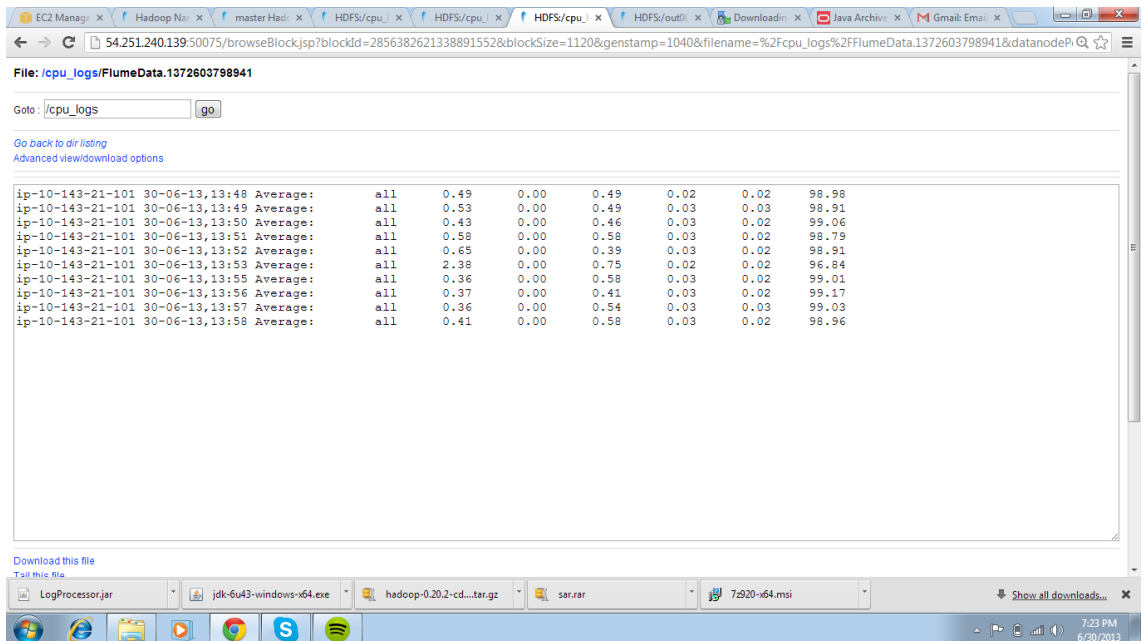 EC2 Manage
Hadoop Nar
master Hadc
HDFS:/cpu_l
HDFS:/cpu_l
HDFS:/cpu_l
HDFS:/out0(
Downloadin
Java Archive
M Gmail: Email
54.251.240.139:50075/browseBlock.jsp?blockId=2856382621338891552&blockSize=1120&genstamp=1040&filename=%2Fcpu_logs%2FFlumeData.1372603798941&datanodeP
File: /cpu_logs/FlumeData.1372603798941
Goto : /cpu_logs go
Go back to dir listing
Advanced view/download options
ip-10-143-21-101 30-06-13,13:48 Average: all 0.49 0.00 0.49 0.02 0.02 98.98
ip-10-143-21-101 30-06-13,13:49 Average: all 0.53 0.00 0.49 0.03 0.03 98.91
ip-10-143-21-101 30-06-13,13:50 Average: all 0.43 0.00 0.46 0.03 0.02 99.06
ip-10-143-21-101 30-06-13,13:51 Average: all 0.58 0.00 0.58 0.03 0.02 98.79
ip-10-143-21-101 30-06-13,13:52 Average: all 0.65 0.00 0.39 0.03 0.02 98.91
ip-10-143-21-101 30-06-13,13:53 Average: all 2.38 0.00 0.75 0.02 0.02 96.84
ip-10-143-21-101 30-06-13,13:55 Average: all 0.36 0.00 0.58 0.03 0.02 99.01
ip-10-143-21-101 30-06-13,13:56 Average: all 0.37 0.00 0.41 0.03 0.02 99.17
ip-10-143-21-101 30-06-13,13:57 Average: all 0.36 0.00 0.54 0.03 0.03 99.03
ip-10-143-21-101 30-06-13,13:58 Average: all 0.41 0.00 0.58 0.03 0.02 98.96
Download this file
Tail this file
LogProcessor.jar
jdk-6u43-windows-x64.exe
hadoop-0.20.2-cd....tar.gz
sar.rar
7z920-x64.msi
Show all downloads...
7:23 PM
6/30/2013